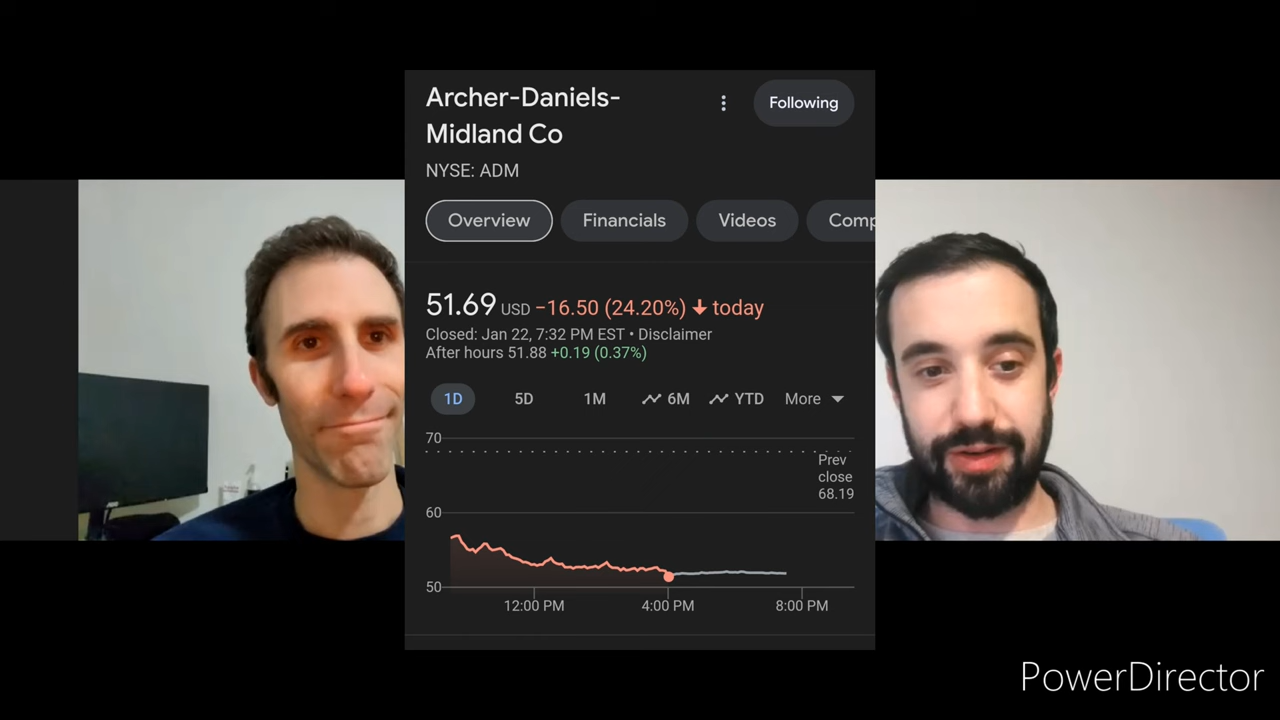 Archer-Daniels-
Midland Co
Following
NYSE: ADM
Overview
Financials
Videos
Comp
51.69 USD −16.50 (24.20%) ↓ today
Closed: Jan 22, 7:32 PM EST • Disclaimer
After hours 51.88 +0.19 (0.37%)
1D
5D
1M
6M
YTD
More
70
Prev
close
68.19
60
50
12:00 PM
4:00 PM
8:00 PM
PowerDirector